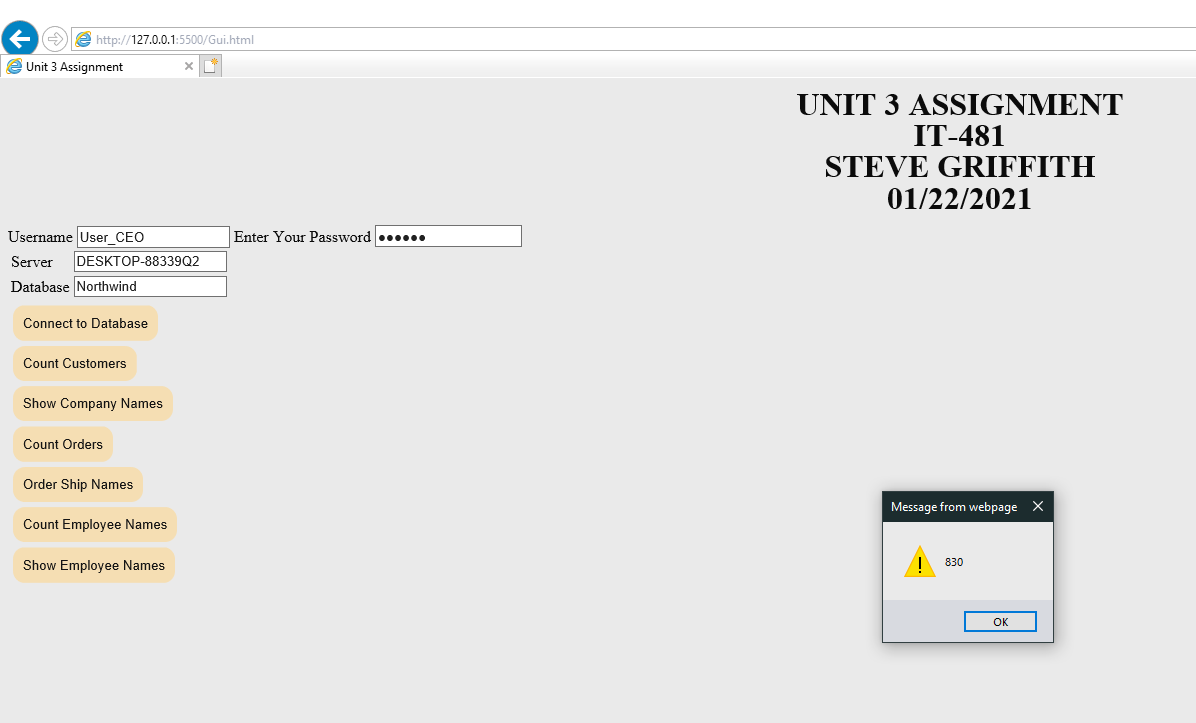 http://127.0.0.1:5500/Gui.html
Unit 3 Assignment
UNIT 3 ASSIGNMENT
IT-481
STEVE GRIFFITH
01/22/2021
Username User_CEO Enter Your Password ●●●●●●
Server DESKTOP-88339Q2
Database Northwind
Connect to Database
Count Customers
Show Company Names
Count Orders
Order Ship Names
Count Employee Names
Show Employee Names
Message from webpage
830
OK